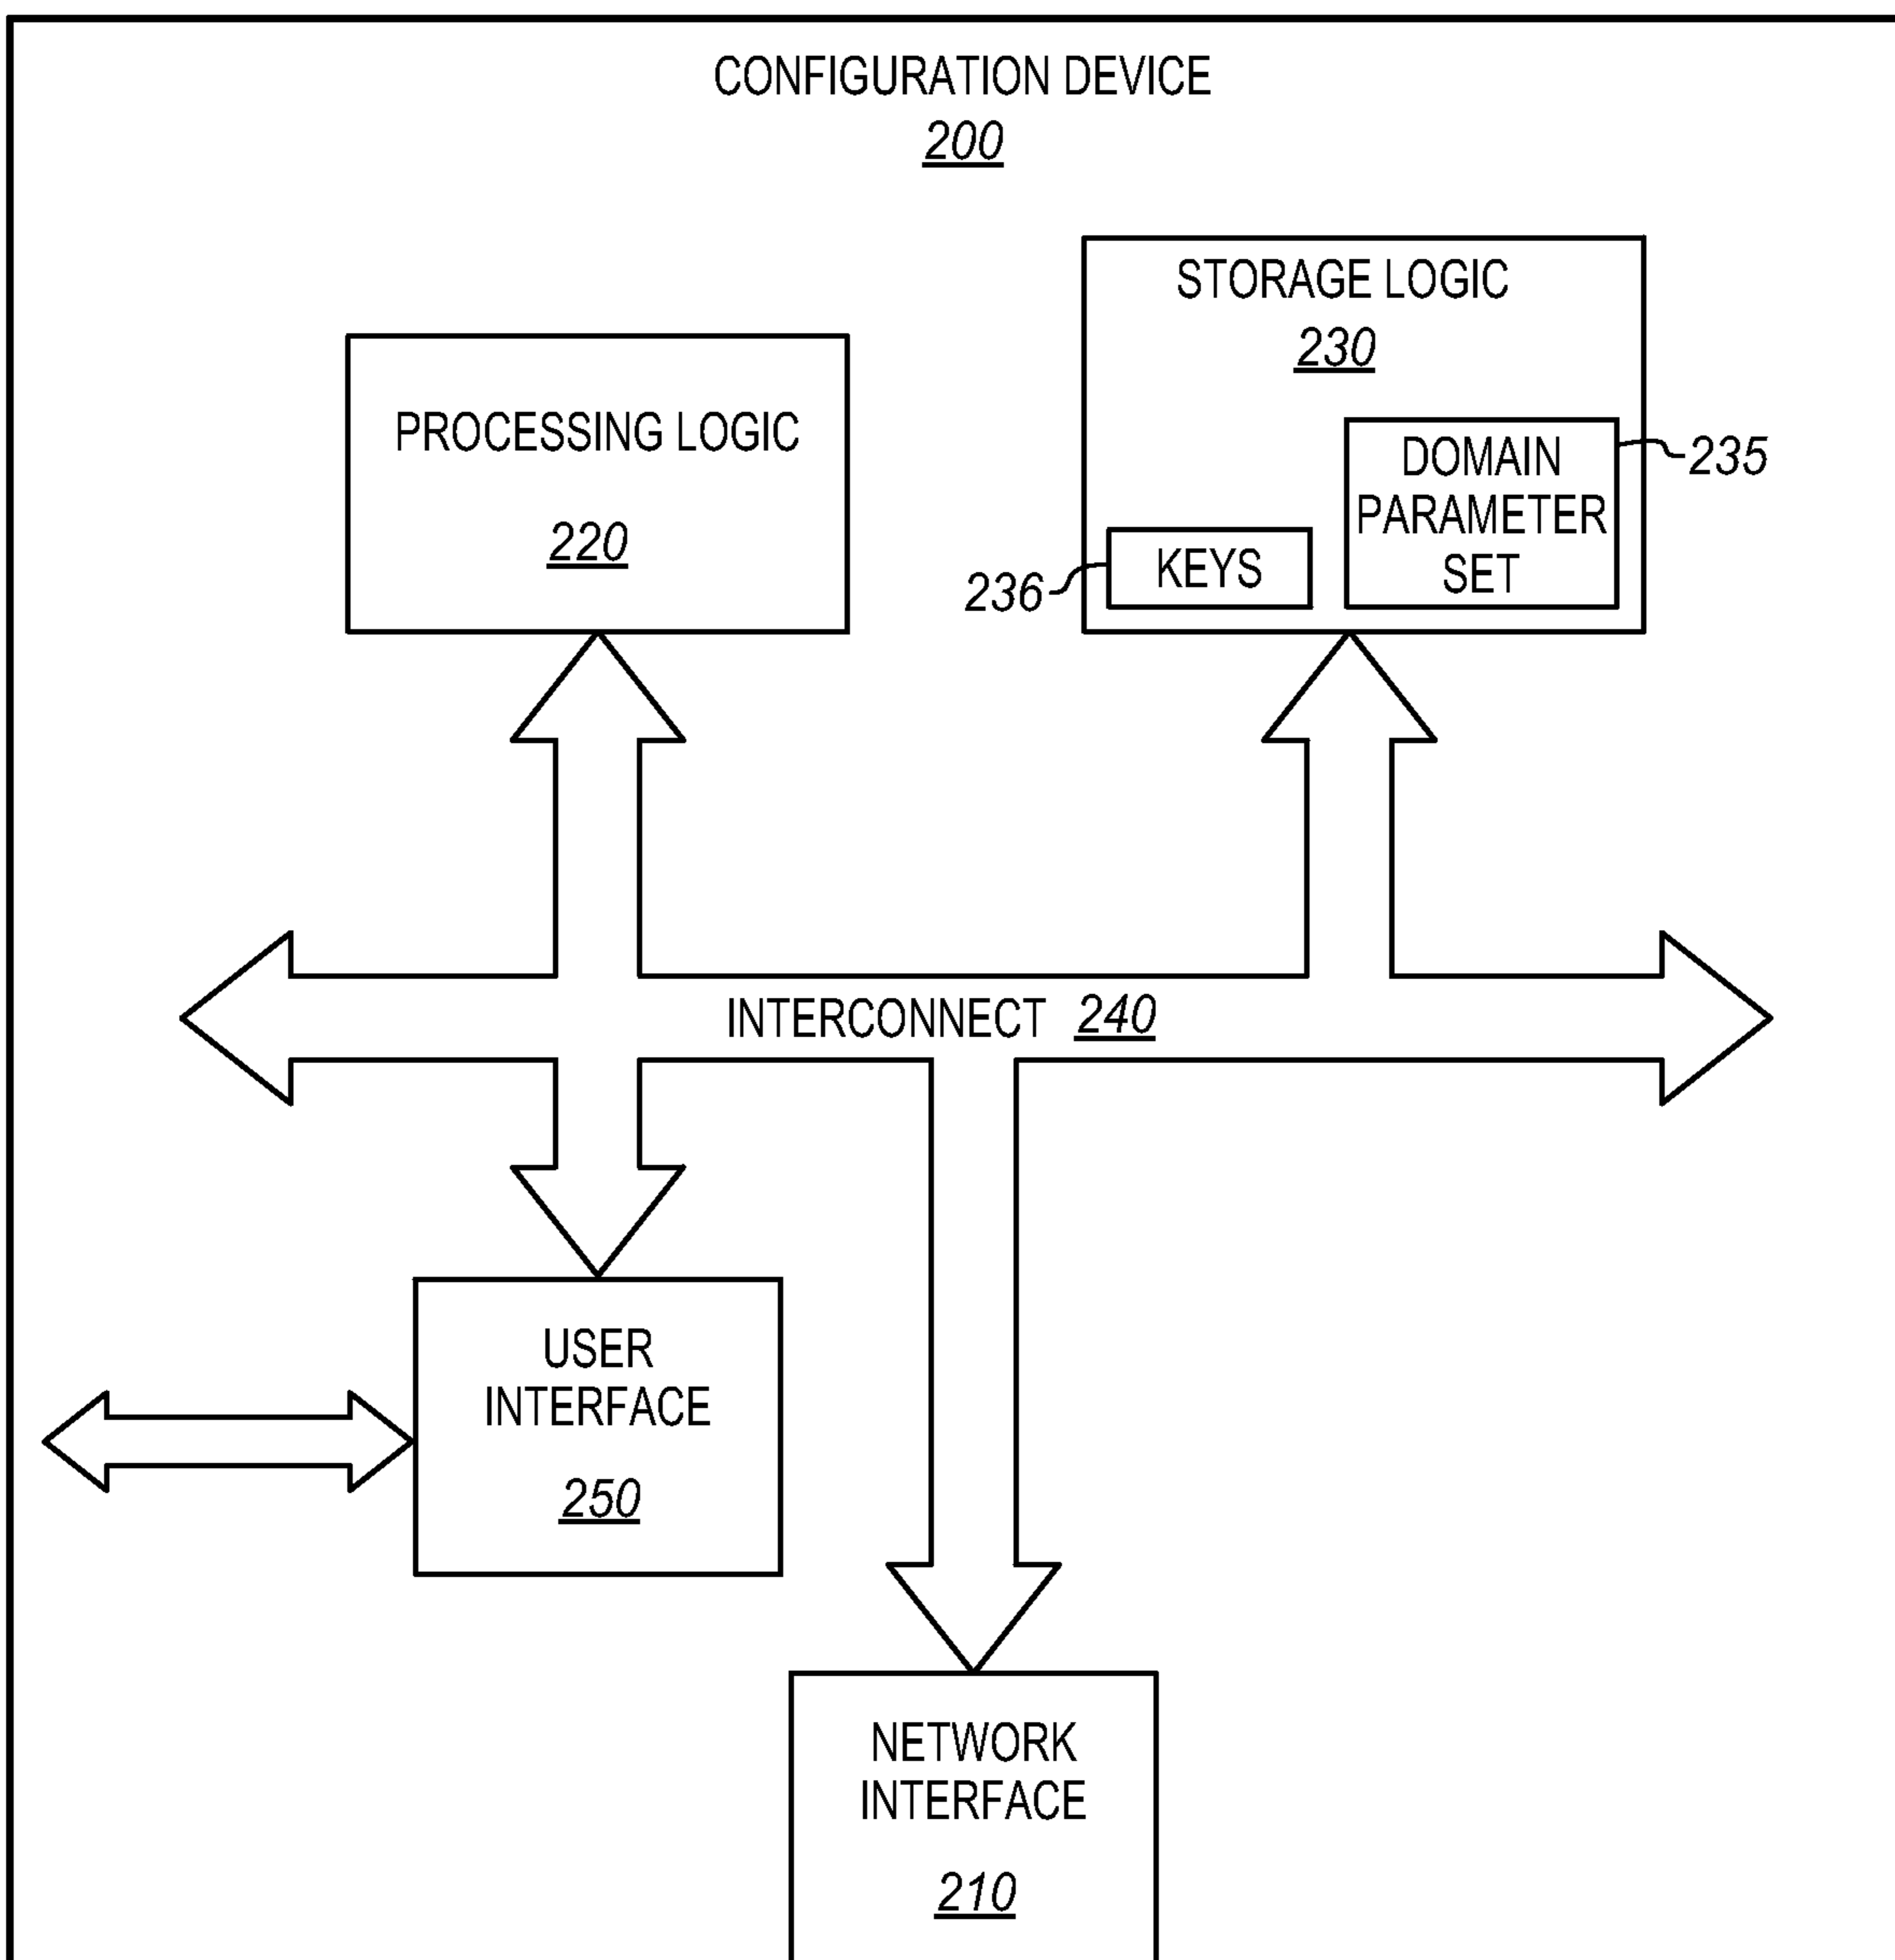 CONFIGURATION DEVICE
200
STORAGE LOGIC
230
PROCESSING LOGIC
220
DOMAIN
PARAMETER
SET
235
KEYS
236
INTERCONNECT 240
USER
INTERFACE
250
NETWORK
INTERFACE
210